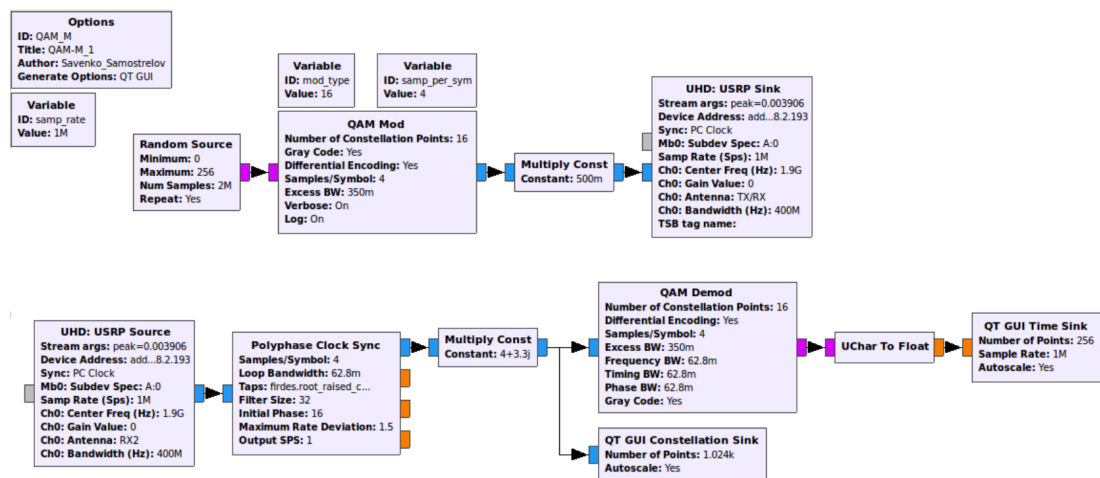 Options
ID: QAM_M
Title: QAM-M_1
Author: Savenko_Samostrelov
Generate Options: QT GUI
Variable
ID: samp_rate
Value: 1M
Variable
ID: mod_type
Value: 16
Variable
ID: samp_per_sym
Value: 4
Random Source
Minimum: 0
Maximum: 256
Num Samples: 2M
Repeat: Yes
QAM Mod
Number of Constellation Points: 16
Gray Code: Yes
Differential Encoding: Yes
Samples/Symbol: 4
Excess BW: 350m
Verbose: On
Log: On
Multiply Const
Constant: 500m
UHD: USRP Sink
Stream args: peak=0.003906
Device Address: add...8.2.193
Sync: PC Clock
Mb0: Subdev Spec: A:0
Samp Rate (Sps): 1M
Ch0: Center Freq (Hz): 1.9G
Ch0: Gain Value: 0
Ch0: Antenna: TX/RX
Ch0: Bandwidth (Hz): 400M
TSB tag name:
UHD: USRP Source
Stream args: peak=0.003906
Device Address: add...8.2.193
Sync: PC Clock
Mb0: Subdev Spec: A:0
Samp Rate (Sps): 1M
Ch0: Center Freq (Hz): 1.9G
Ch0: Gain Value: 0
Ch0: Antenna: RX2
Ch0: Bandwidth (Hz): 400M
Polyphase Clock Sync
Samples/Symbol: 4
Loop Bandwidth: 62.8m
Taps: firdes.root_raised_c...
Filter Size: 32
Initial Phase: 16
Maximum Rate Deviation: 1.5
Output SPS: 1
Multiply Const
Constant: 4+3.3j
QAM Demod
Number of Constellation Points: 16
Differential Encoding: Yes
Samples/Symbol: 4
Excess BW: 350m
Frequency BW: 62.8m
Timing BW: 62.8m
Phase BW: 62.8m
Gray Code: Yes
UChar To Float
QT GUI Time Sink
Number of Points: 256
Sample Rate: 1M
Autoscale: Yes
QT GUI Constellation Sink
Number of Points: 1.024k
Autoscale: Yes